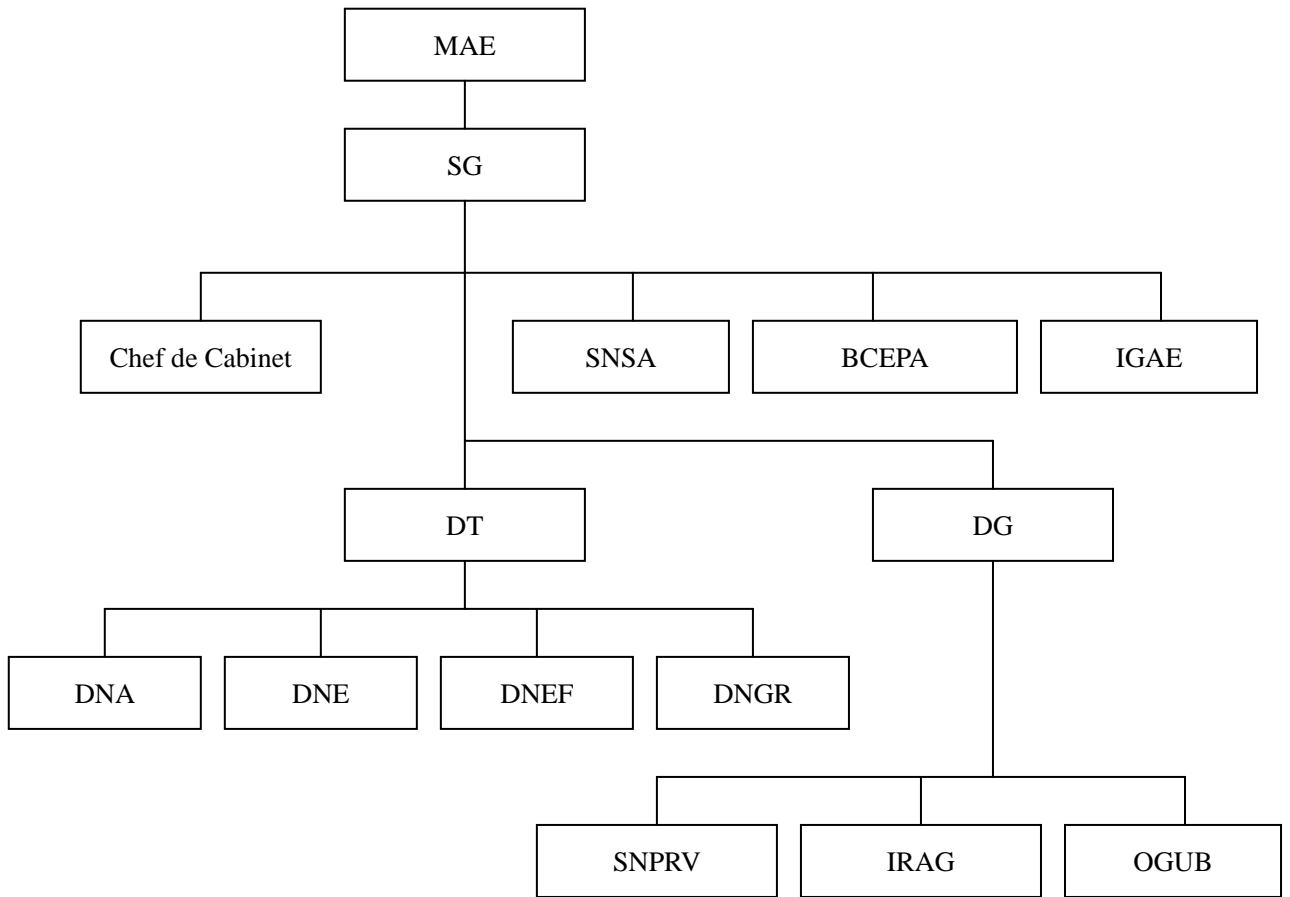 MAE
SG
Chef de Cabinet
SNSA
BCEPA
IGAE
DT
DG
DNA
DNE
DNEF
DNGR
SNPRV
IRAG
OGUB